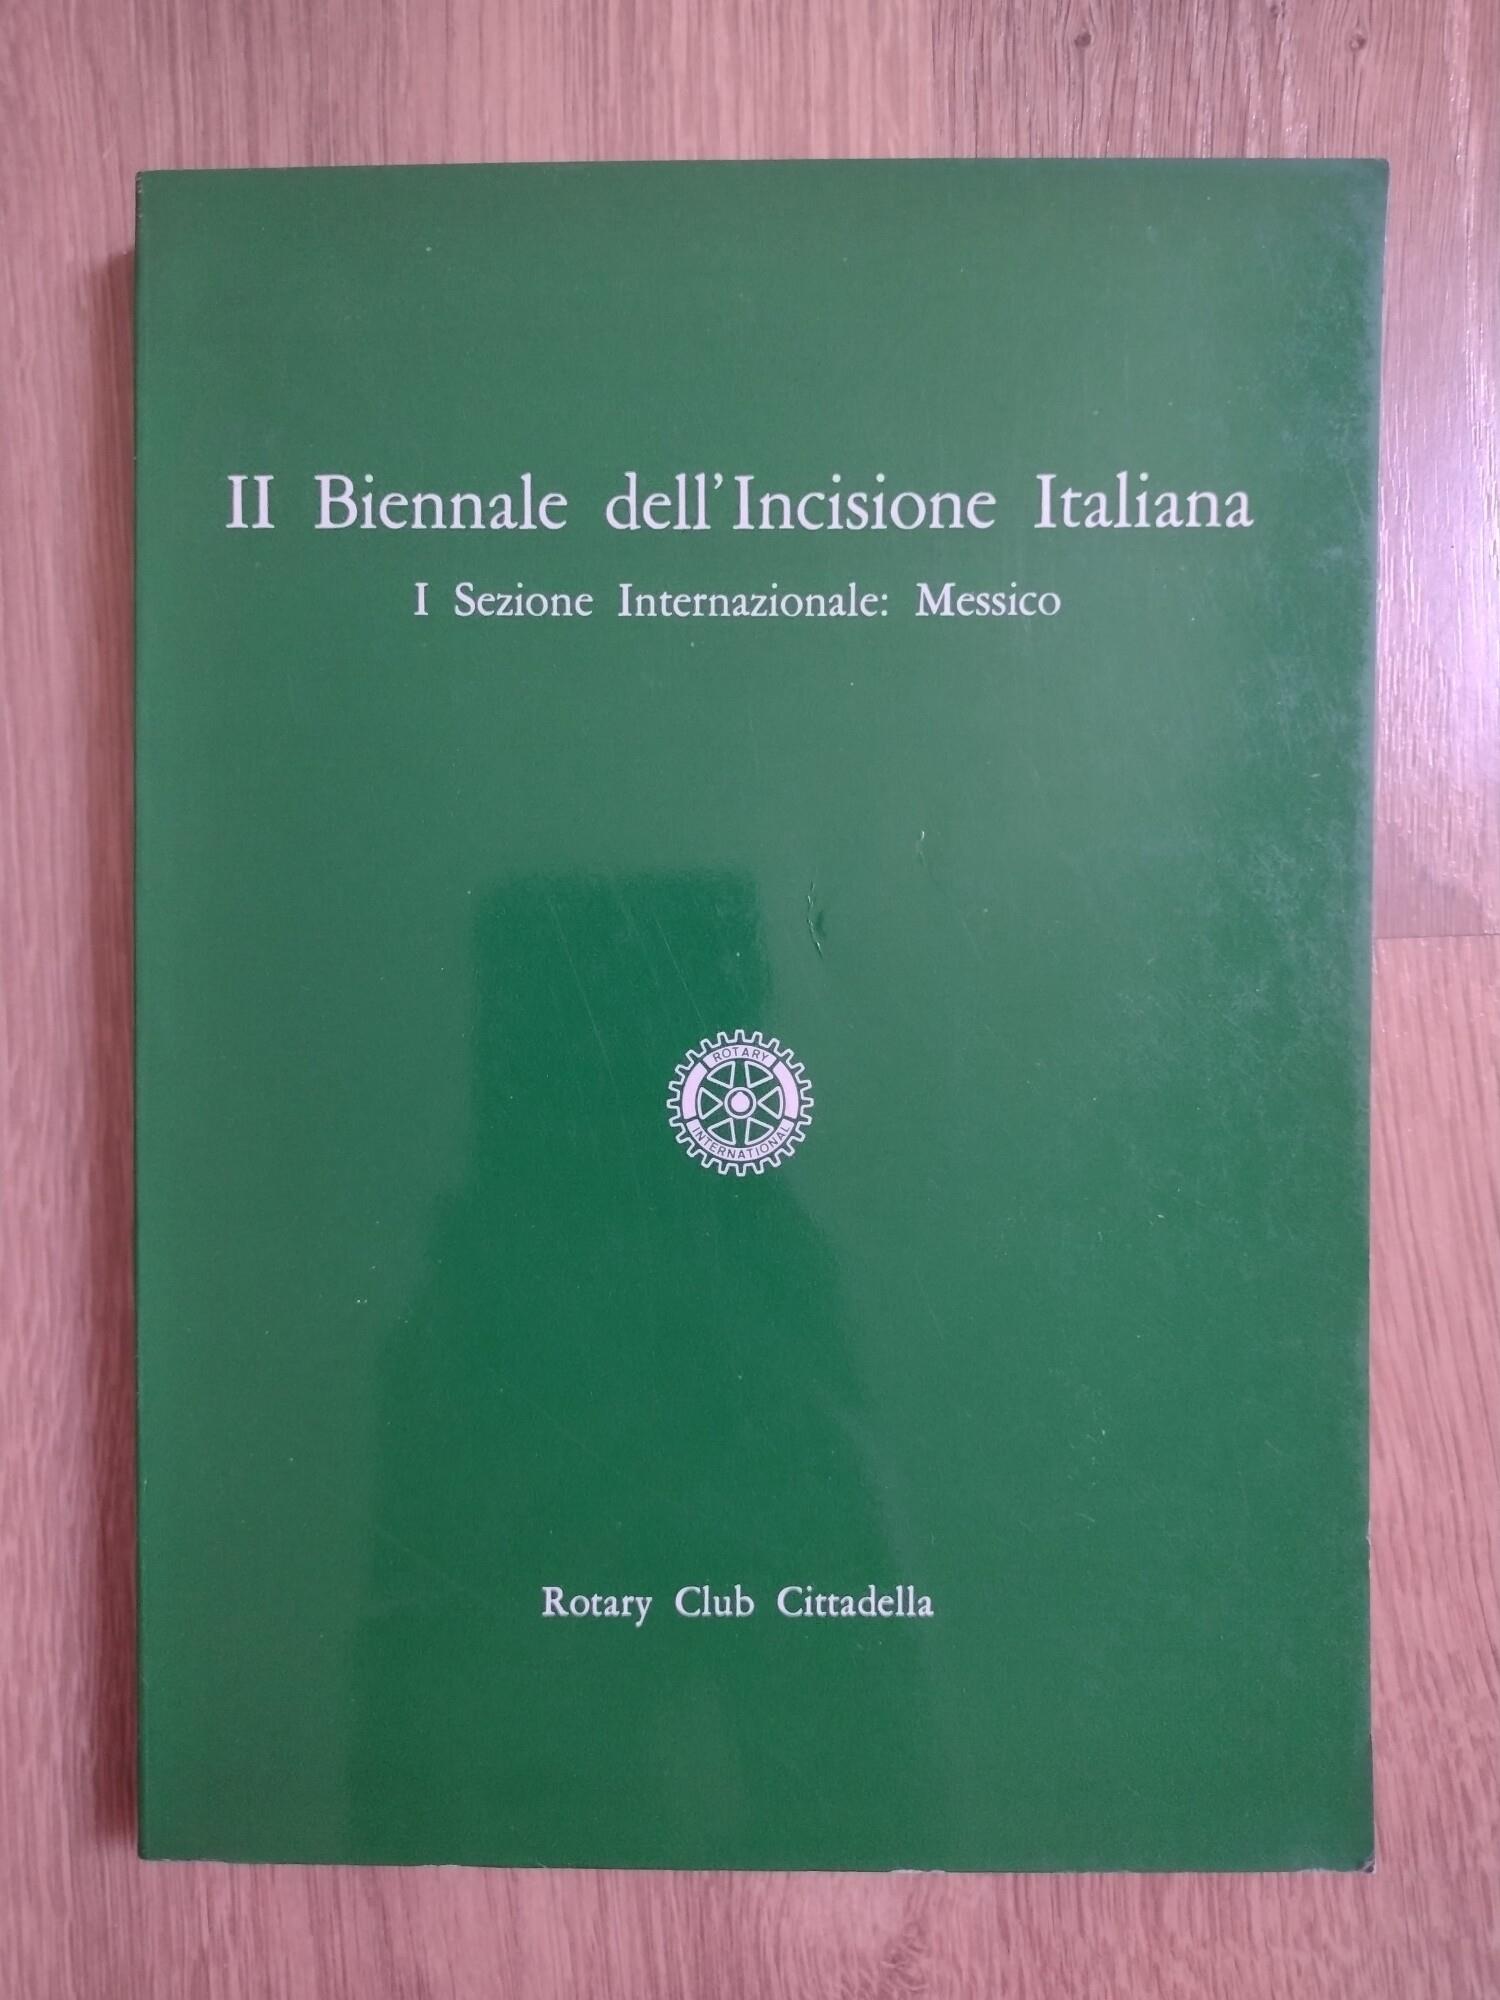 II Biennale dell'Incisione Italiana
I Sezione Internazionale: Messico
ROTARY
INTERNATIONAL
Rotary Club Cittadella